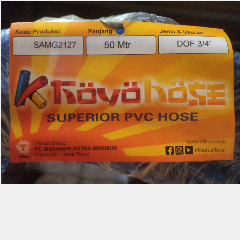 Kode Produksi Panjang Jenis & Ukuran
SAMG2127 50 Mtr DOF 3/4"
Kröyö hose
SUPERIOR PVC HOSE
PT. MATAHARI PUTRA MAKMUR